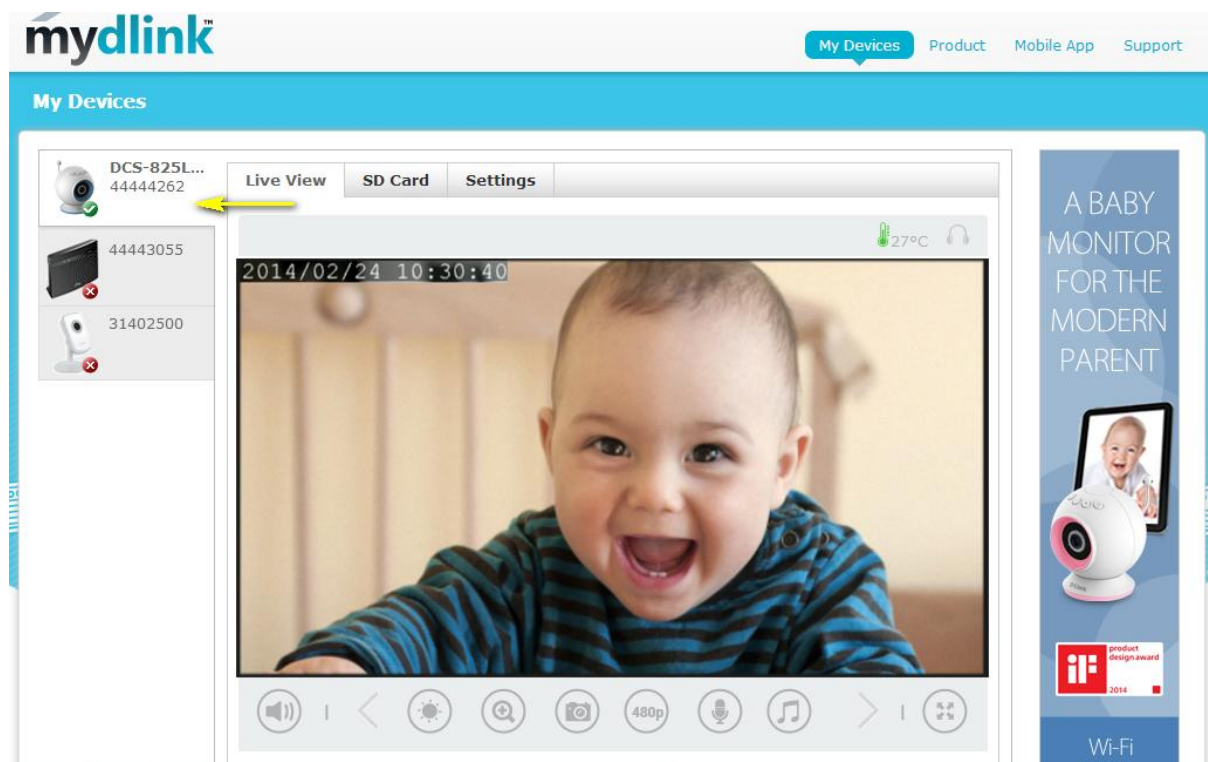 mydlink™
My Devices Product Mobile App Support
My Devices
DCS-825L...
44444262
44443055
31402500
Live View SD Card Settings
27°C
2014/02/24 10:30:40
480p
A BABY
MONITOR
FOR THE
MODERN
PARENT
iF
product
design award
2014
Wi-Fi